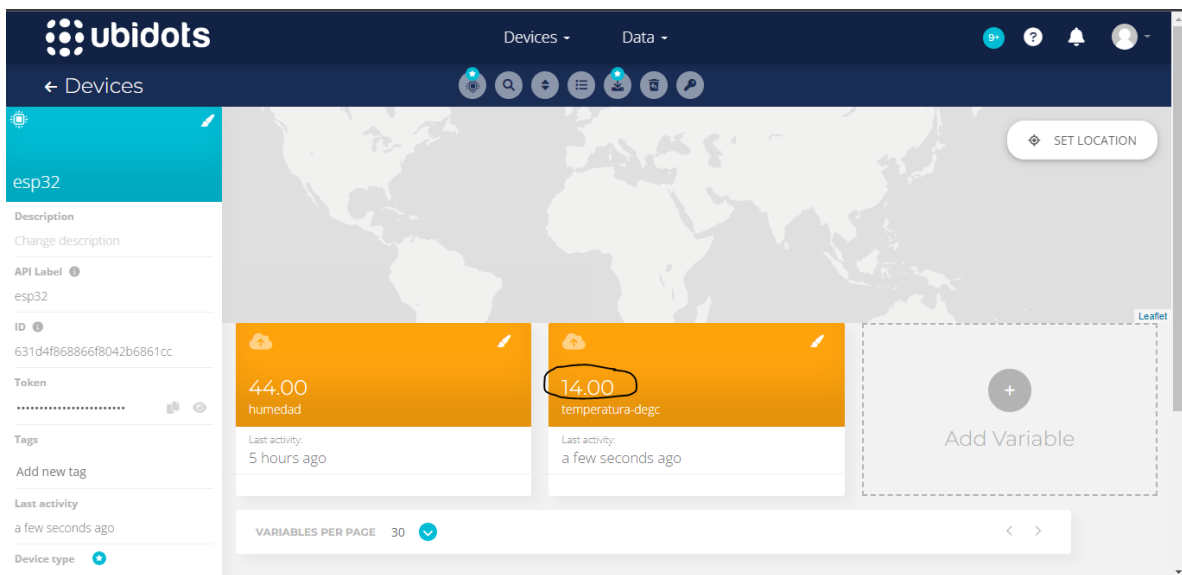 ubidots
Devices
Data
9+
?
← Devices
esp32
Description
Change description
API Label
esp32
ID
631d4f868866f8042b6861cc
Token
•••••••••••••••••••••••
Tags
Add new tag
Last activity
a few seconds ago
Device type
SET LOCATION
Leaflet
44.00
humedad
Last activity:
5 hours ago
14.00
temperatura-degc
Last activity:
a few seconds ago
+
Add Variable
VARIABLES PER PAGE 30
< >